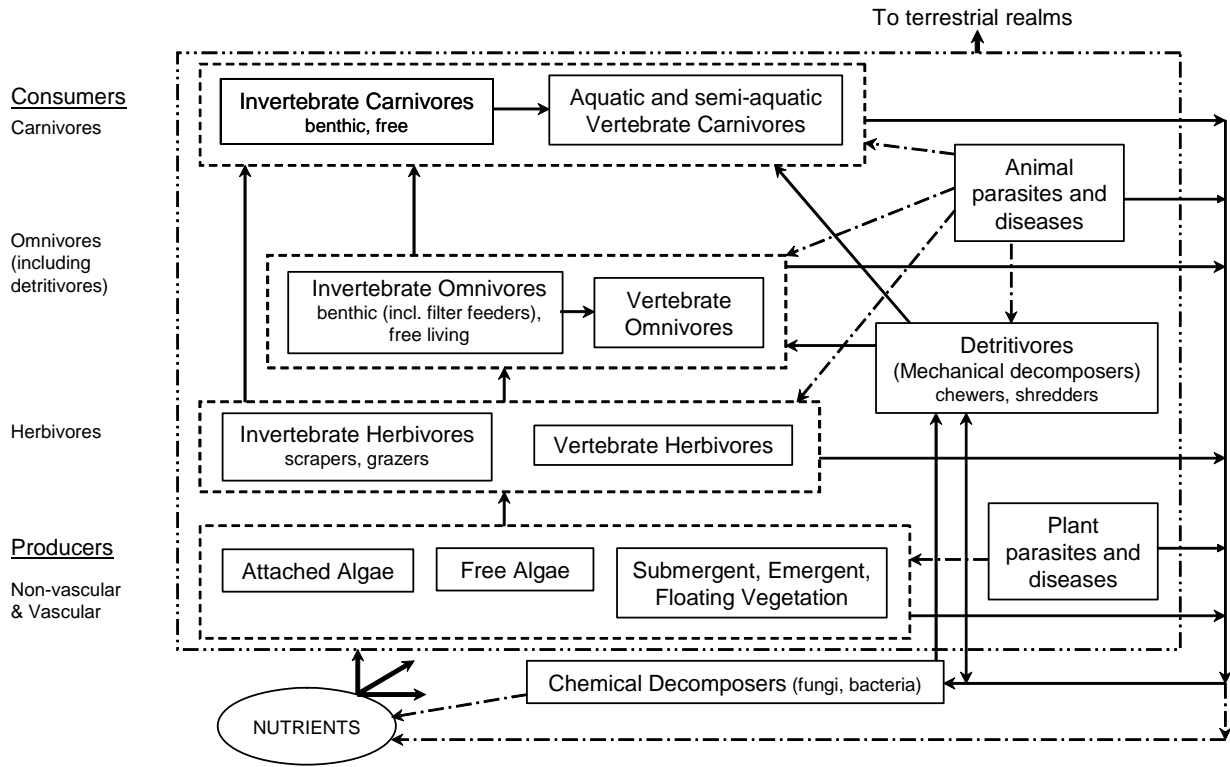 To terrestrial realms
Consumers
Carnivores
Invertebrate Carnivores
benthic, free
Aquatic and semi-aquatic
Vertebrate Carnivores
Animal
parasites and
diseases
Omnivores
(including
detritivores)
Invertebrate Omnivores
benthic (incl. filter feeders),
free living
Vertebrate
Omnivores
Detritivores
(Mechanical decomposers)
chewers, shredders
Herbivores
Invertebrate Herbivores
scrapers, grazers
Vertebrate Herbivores
Producers
Non-vascular
& Vascular
Attached Algae
Free Algae
Submergent, Emergent,
Floating Vegetation
Plant
parasites and
diseases
Chemical Decomposers (fungi, bacteria)
NUTRIENTS